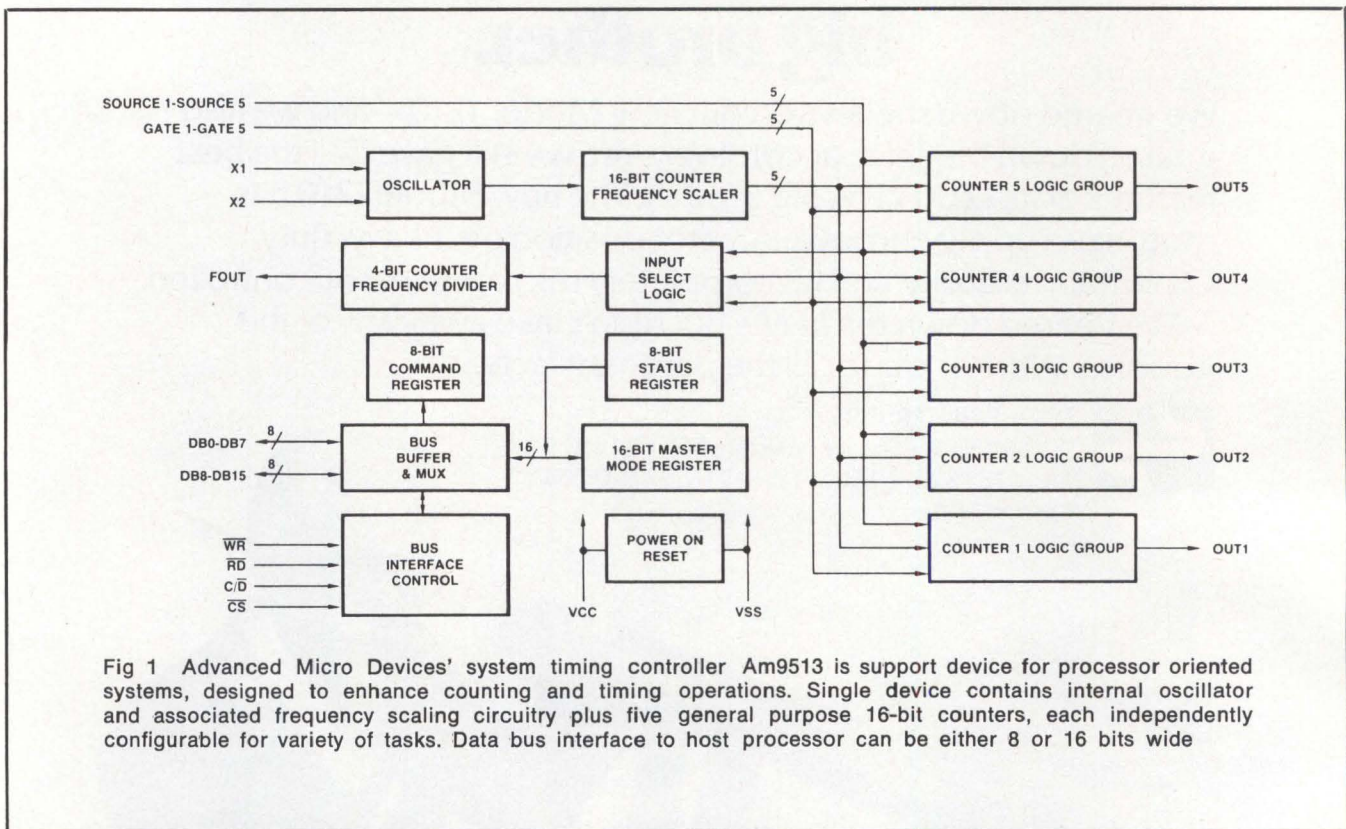 SOURCE 1-SOURCE 5
GATE 1-GATE 5
5
5
X1
X2
OSCILLATOR
16-BIT COUNTER
FREQUENCY SCALER
5
COUNTER 5 LOGIC GROUP
OUT5
FOUT
4-BIT COUNTER
FREQUENCY DIVIDER
INPUT
SELECT
LOGIC
COUNTER 4 LOGIC GROUP
OUT4
8-BIT
COMMAND
REGISTER
8-BIT
STATUS
REGISTER
COUNTER 3 LOGIC GROUP
OUT3
DB0-DB7
8
DB8-DB15
8
BUS
BUFFER
& MUX
16
16-BIT MASTER
MODE REGISTER
COUNTER 2 LOGIC GROUP
OUT2
W̅R̅
R̅D̅
C/D̅
C̅S̅
BUS
INTERFACE
CONTROL
POWER ON
RESET
VCC
VSS
COUNTER 1 LOGIC GROUP
OUT1
Fig 1 Advanced Micro Devices' system timing controller Am9513 is support device for processor oriented
systems, designed to enhance counting and timing operations. Single device contains internal oscillator
and associated frequency scaling circuitry plus five general purpose 16-bit counters, each independently
configurable for variety of tasks. Data bus interface to host processor can be either 8 or 16 bits wide